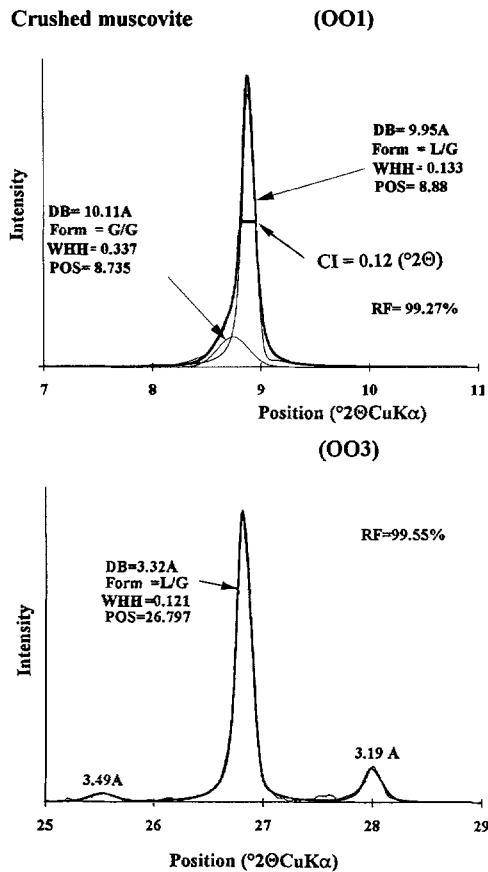 Crushed muscovite (OO1)
Intensity
DB= 9.95A
Form = L/G
WHH= 0.133
POS= 8.88
DB= 10.11A
Form = G/G
WHH= 0.337
POS= 8.735
CI = 0.12 (°2Θ)
RF= 99.27%
7 8 9 10 11
Position (°2ΘCuKα)
(OO3)
Intensity
RF=99.55%
DB=3.32A
Form =L/G
WHH=0.121
POS=26.797
3.49A
3.19 A
25 26 27 28 29
Position (°2ΘCuKα)